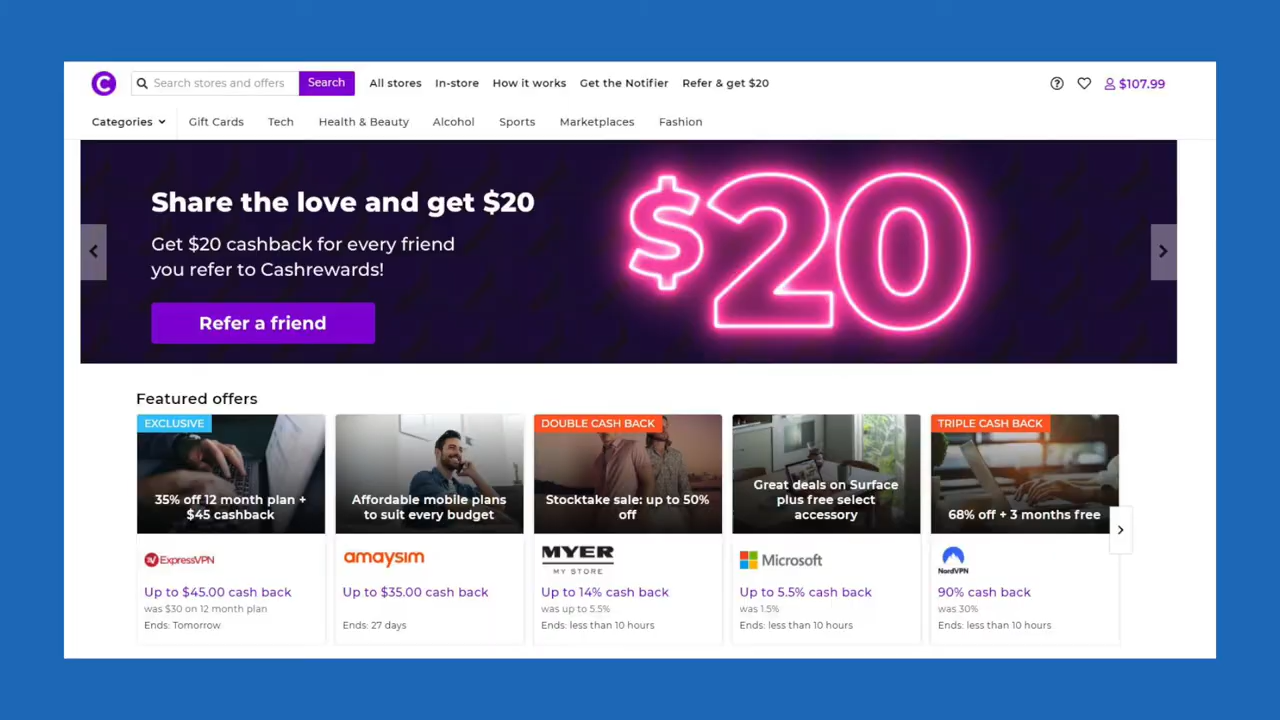 C
Search stores and offers
Search
All stores
In-store
How it works
Get the Notifier
Refer & get $20
?
$107.99
Categories
Gift Cards
Tech
Health & Beauty
Alcohol
Sports
Marketplaces
Fashion
Share the love and get $20
Get $20 cashback for every friend
you refer to Cashrewards!
Refer a friend
$20
Featured offers
EXCLUSIVE
35% off 12 month plan +
$45 cashback
ExpressVPN
Up to $45.00 cash back
was $30 on 12 month plan
Ends: Tomorrow
Affordable mobile plans
to suit every budget
amaysim
Up to $35.00 cash back
Ends: 27 days
DOUBLE CASH BACK
Stocktake sale: up to 50%
off
MYER
MY STORE
Up to 14% cash back
was up to 5.5%
Ends: less than 10 hours
Great deals on Surface
plus free select
accessory
Microsoft
Up to 5.5% cash back
was 1.5%
Ends: less than 10 hours
TRIPLE CASH BACK
68% off + 3 months free
NordVPN
90% cash back
was 30%
Ends: less than 10 hours